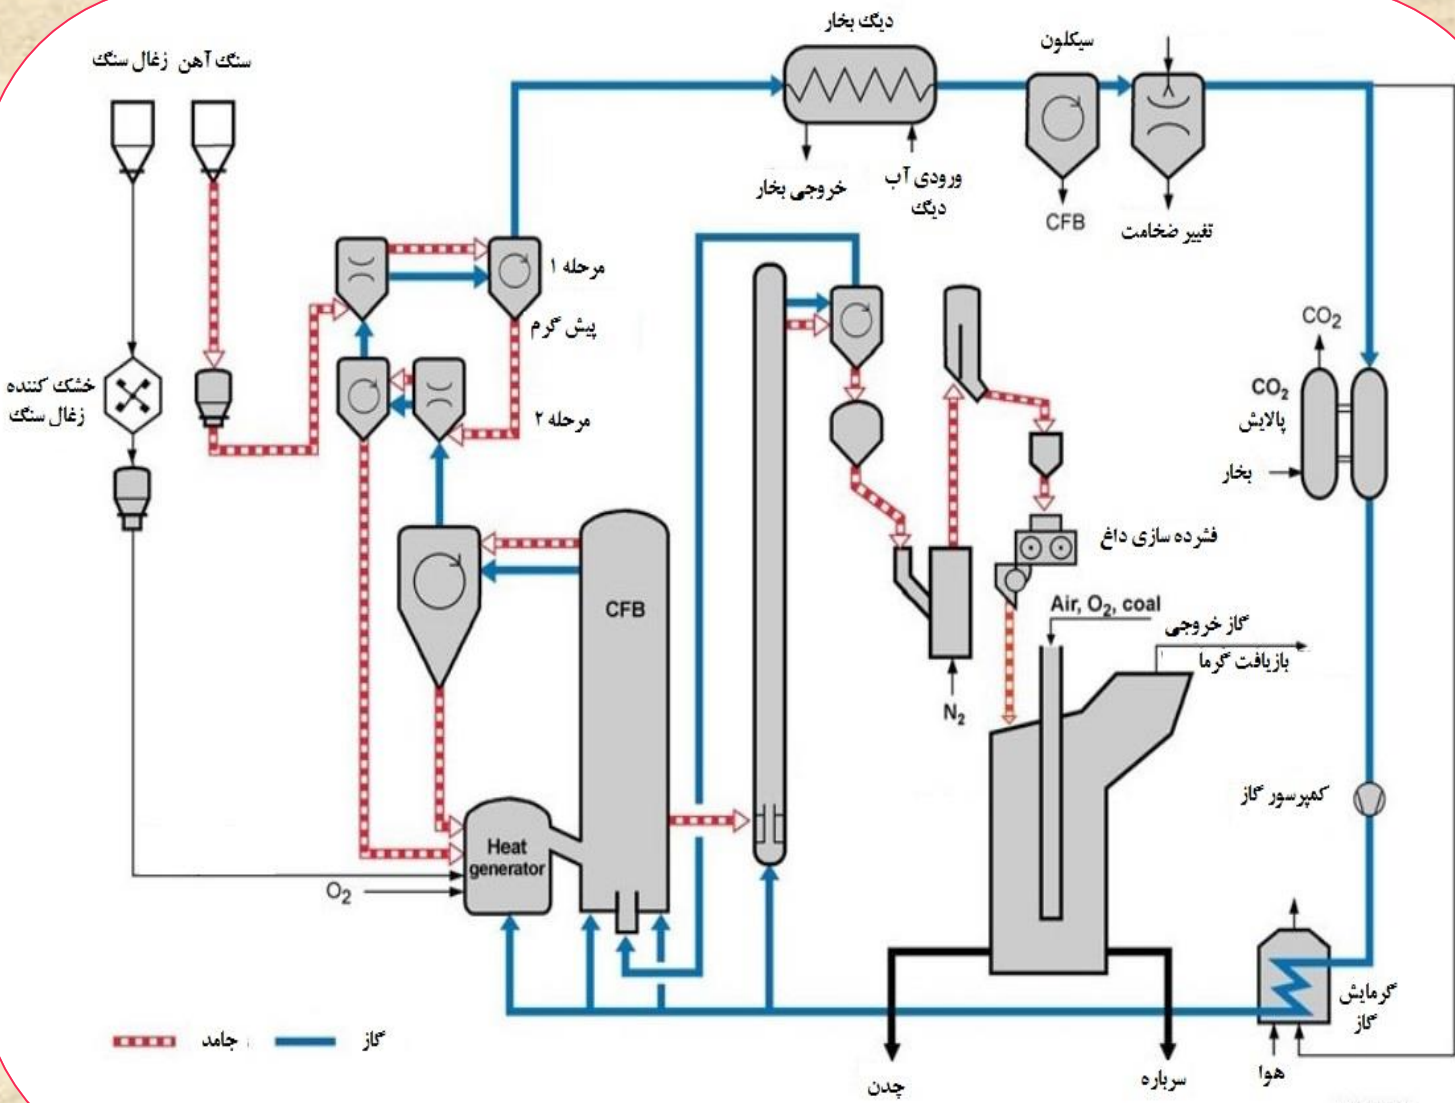 دیگ بخار
سیکلون
سنگ آهن
زغال سنگ
خروجی بخار
ورودی آب
دیگ
CFB
تغییر ضخامت
مرحله ۱
پیش گرم
CO2
CO2
پالایش
بخار
خشک کننده
زغال سنگ
مرحله ۲
فشرده سازی داغ
CFB
Air, O2, coal
گاز خروجی
بازیافت گرما
N2
کمپرسور گاز
Heat
generator
O2
گرمایش
گاز
جامد
گاز
هوا
چدن
سرباره